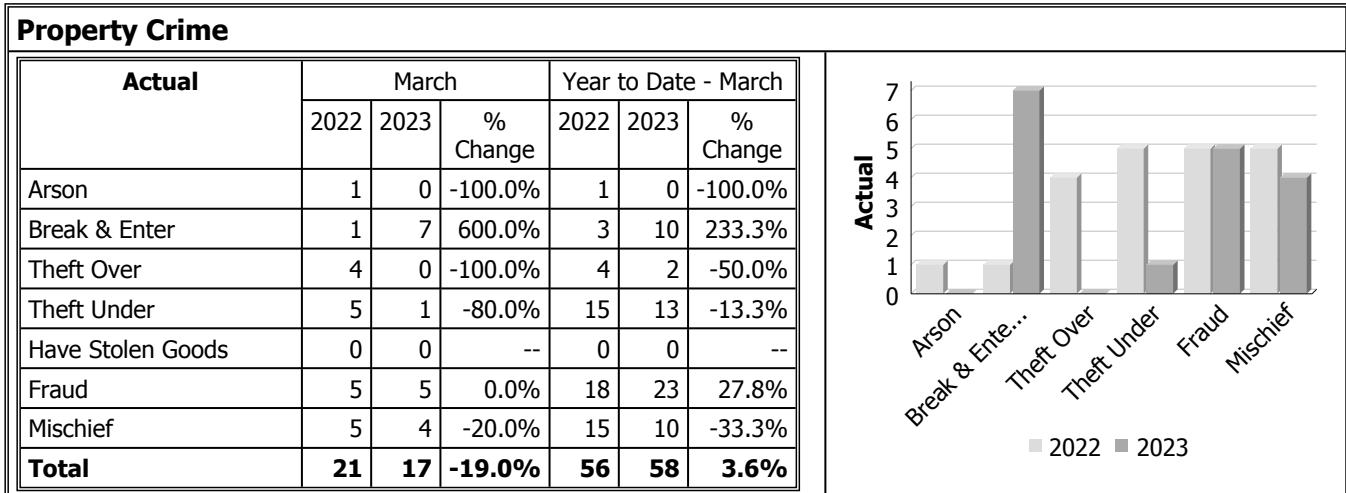 Property Crime
Actual March Year to Date - March
2022 2023 % Change 2022 2023 % Change
Arson 1 0 -100.0% 1 0 -100.0%
Break & Enter 1 7 600.0% 3 10 233.3%
Theft Over 4 0 -100.0% 4 2 -50.0%
Theft Under 5 1 -80.0% 15 13 -13.3%
Have Stolen Goods 0 0 -- 0 0 --
Fraud 5 5 0.0% 18 23 27.8%
Mischief 5 4 -20.0% 15 10 -33.3%
Total 21 17 -19.0% 56 58 3.6%
Actual
7
6
5
4
3
2
1
0
Arson
Break & Ente...
Theft Over
Theft Under
Fraud
Mischief
2022 2023